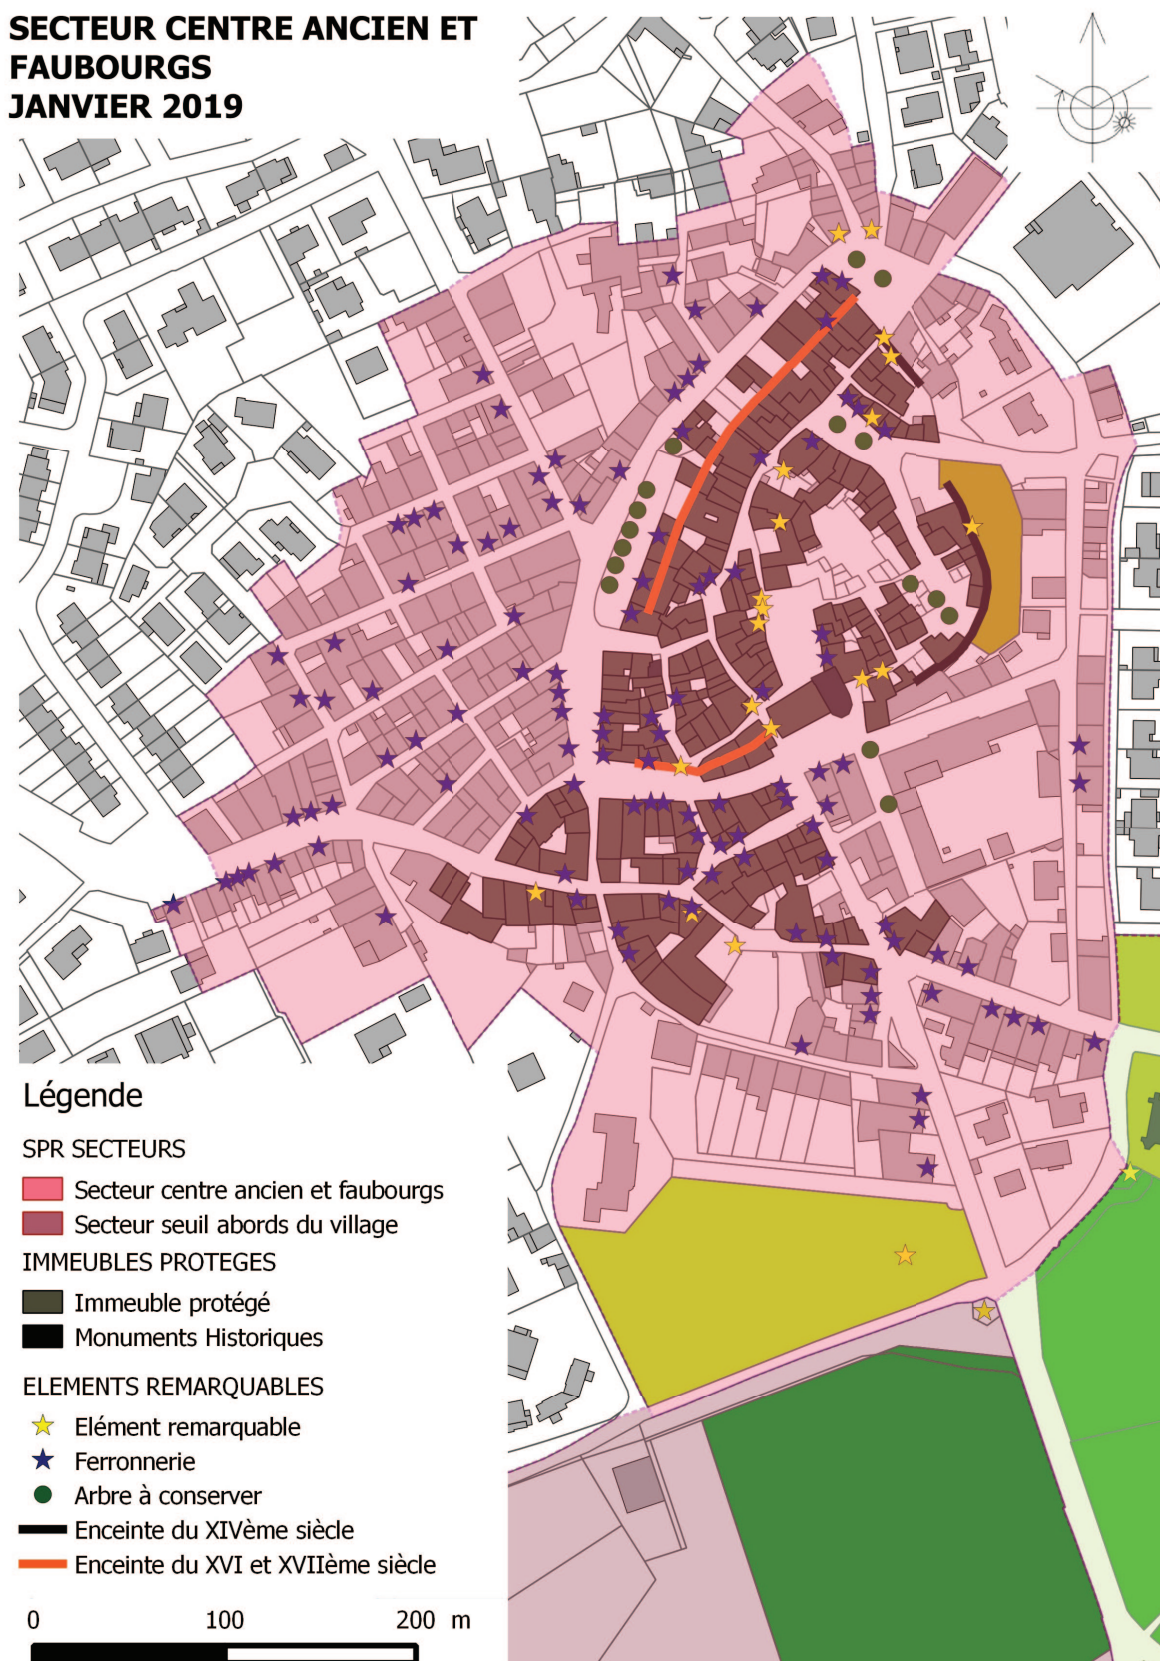 SECTEUR CENTRE ANCIEN ET
FAUBOURGS
JANVIER 2019
Légende
SPR SECTEURS
Secteur centre ancien et faubourgs
Secteur seuil abords du village
IMMEUBLES PROTEGES
Immeuble protégé
Monuments Historiques
ELEMENTS REMARQUABLES
Elément remarquable
Ferronnerie
Arbre à conserver
Enceinte du XIVème siècle
Enceinte du XVI et XVIIème siècle
0 100 200 m